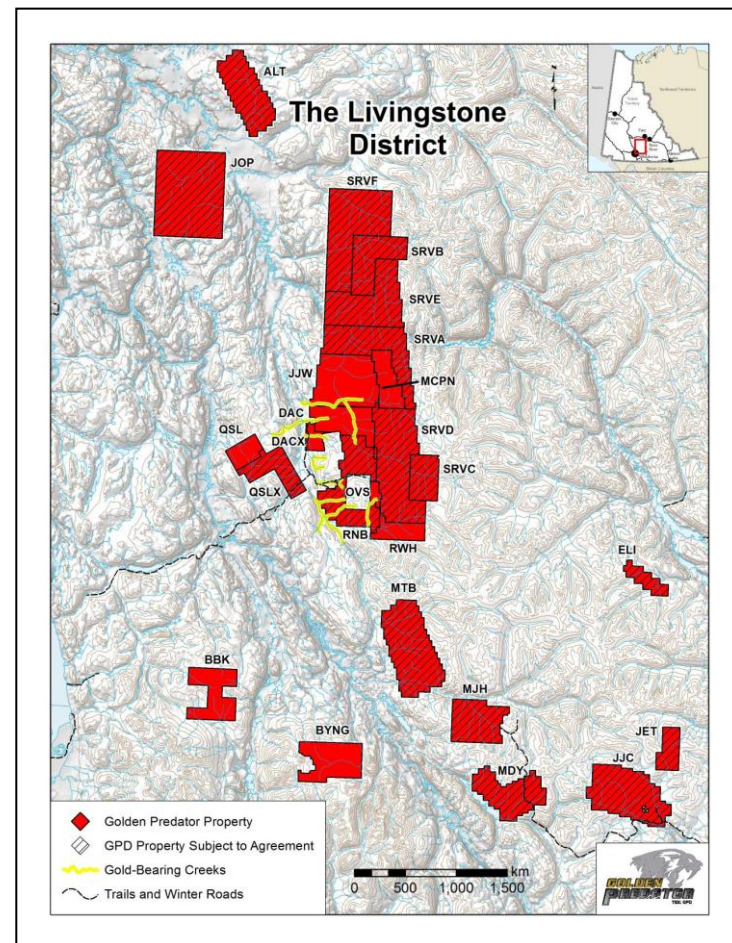 ALT
The Livingstone
District
JOP
SRVF
SRVB
SRVE
SRVA
JJW
MCPN
DAC
QSL
DACX
SRVD
SRVC
QSLX
OVS
RNB
RWH
ELI
MTB
BBK
MJH
BYNG
JET
MDY
JJC
Golden Predator Property
GPD Property Subject to Agreement
Gold-Bearing Creeks
Trails and Winter Roads
km
0 500 1,000 1,500
GOLDEN
PREDATOR